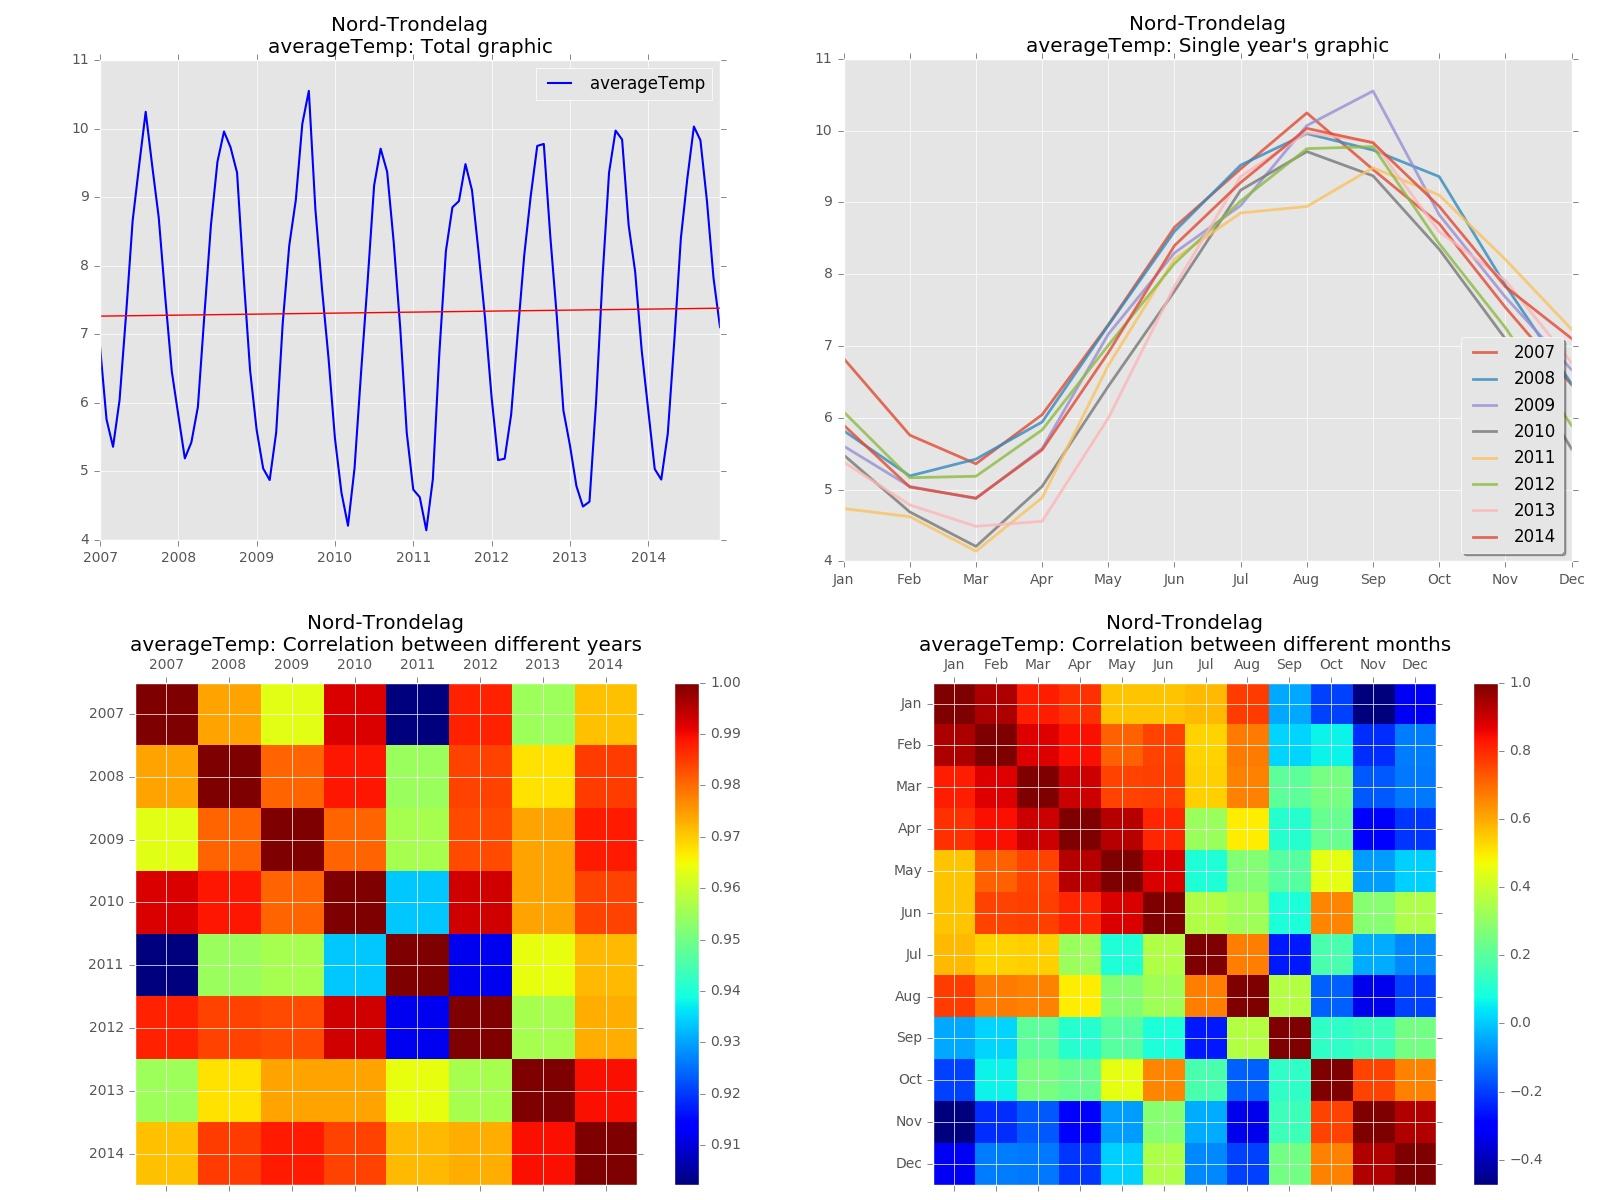 Nord-Trondelag
averageTemp: Total graphic
11
10
9
8
7
6
5
4
averageTemp
2007 2008 2009 2010 2011 2012 2013 2014
Nord-Trondelag
averageTemp: Single year's graphic
11
10
9
8
7
6
5
4
2007
2008
2009
2010
2011
2012
2013
2014
Jan Feb Mar Apr May Jun Jul Aug Sep Oct Nov Dec
Nord-Trondelag
averageTemp: Correlation between different years
2007 2008 2009 2010 2011 2012 2013 2014
2007
2008
2009
2010
2011
2012
2013
2014
1.00
0.99
0.98
0.97
0.96
0.95
0.94
0.93
0.92
0.91
Nord-Trondelag
averageTemp: Correlation between different months
Jan Feb Mar Apr May Jun Jul Aug Sep Oct Nov Dec
Jan
Feb
Mar
Apr
May
Jun
Jul
Aug
Sep
Oct
Nov
Dec
1.0
0.8
0.6
0.4
0.2
0.0
−0.2
−0.4